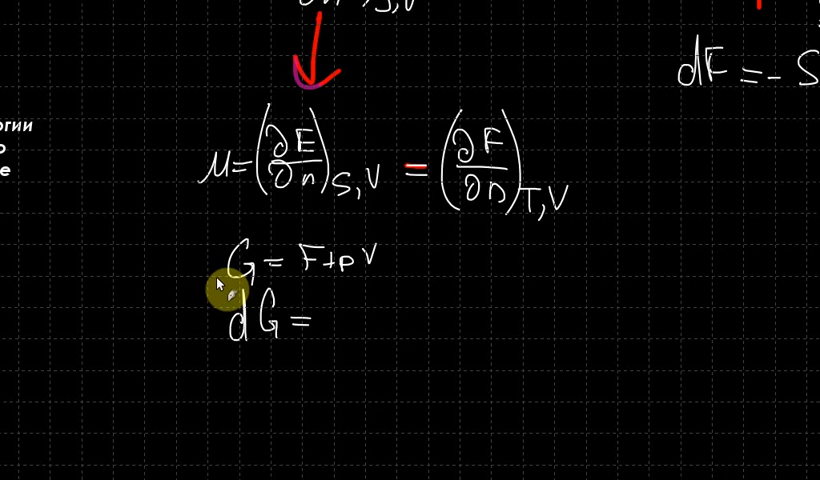 S,V
dF = - S
огии
о
е
μ = (∂E/∂n)S,V = (∂F/∂n)T,V
G = F+pV
dG =